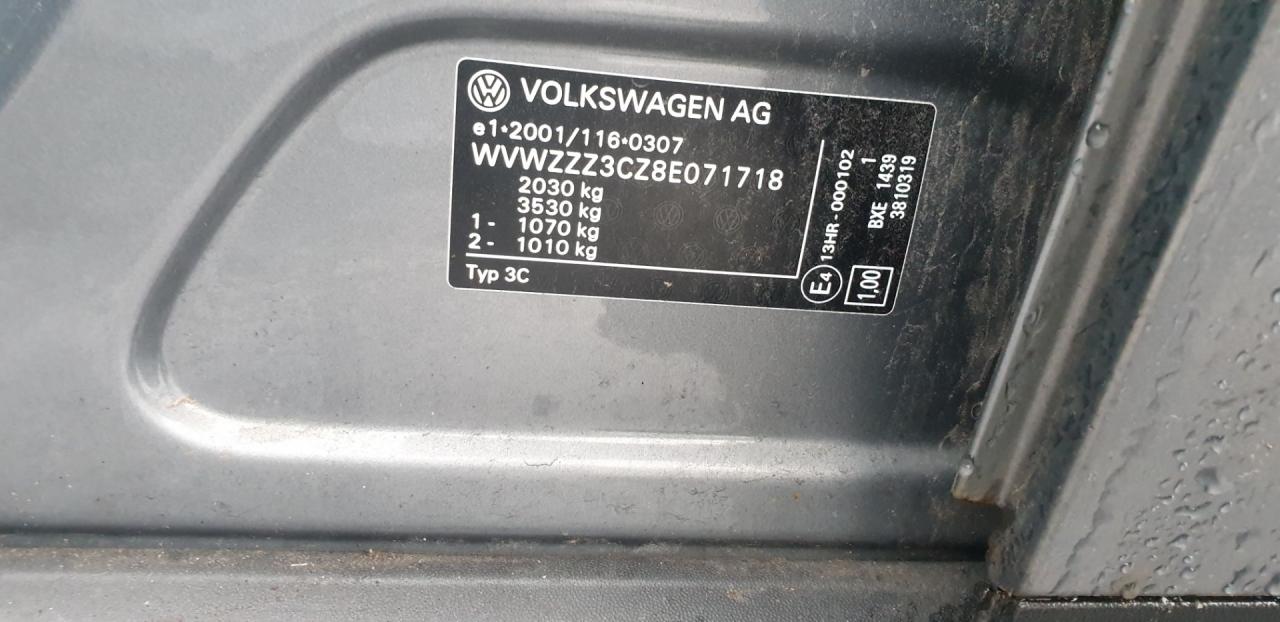 VOLKSWAGEN AG
e1*2001/116*0307
WVWZZZ3CZ8E071718
2030 kg
3530 kg
1 - 1070 kg
2 - 1010 kg
Typ 3C
E4 13HR-000102
1
BXE 1439
3810319
1,00